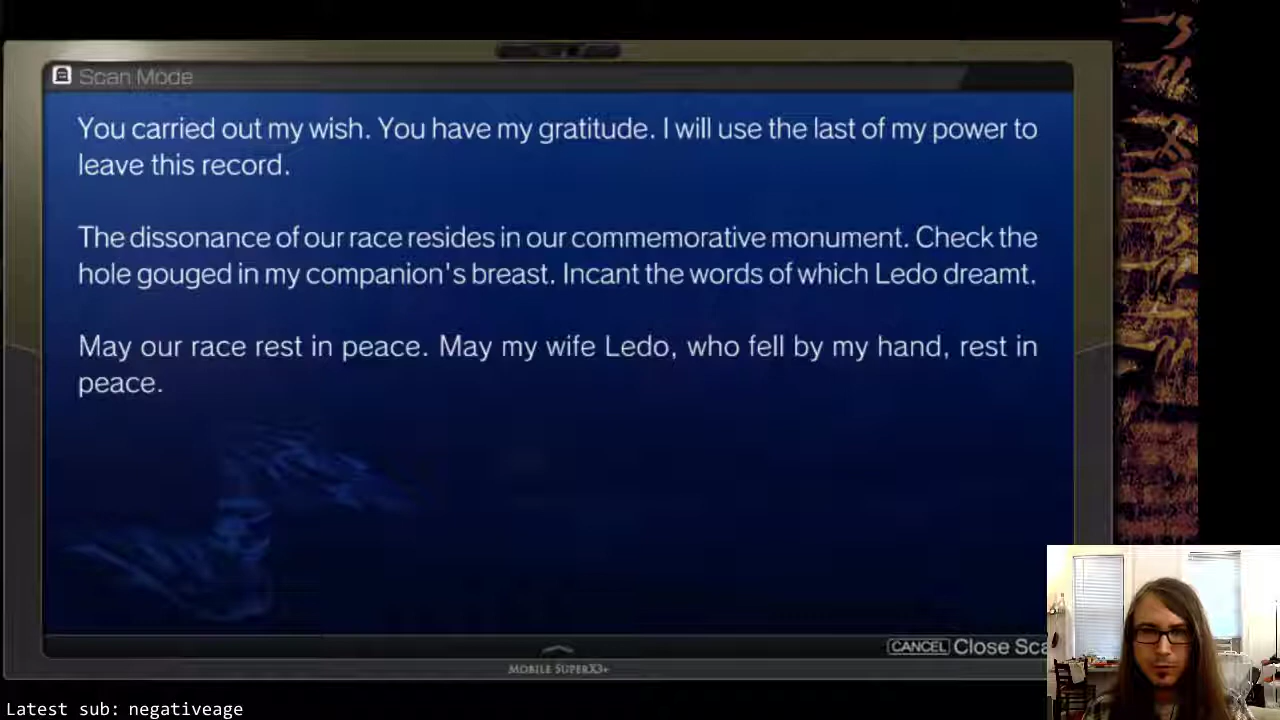 Scan Mode
You carried out my wish. You have my gratitude. I will use the last of my power to
leave this record.
The dissonance of our race resides in our commemorative monument. Check the
hole gouged in my companion's breast. Incant the words of which Ledo dreamt.
May our race rest in peace. May my wife Ledo, who fell by my hand, rest in
peace.
CANCEL Close Sca
MOBILE SUPERX3+
Latest sub: negativeage